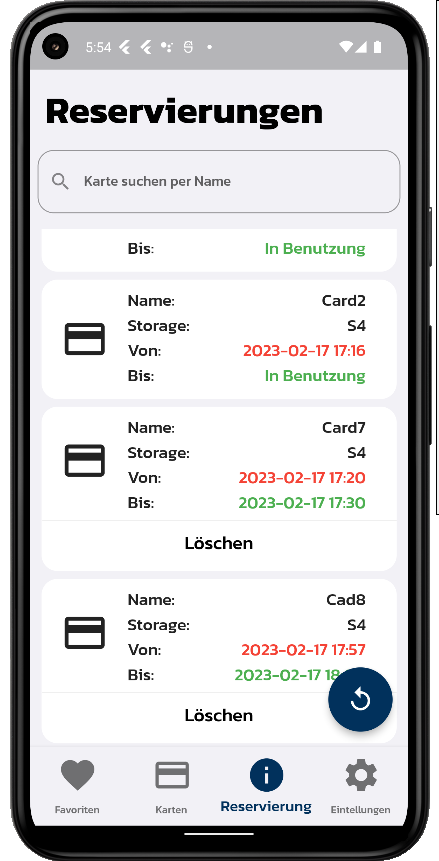 5:54
Reservierungen
Karte suchen per Name
Bis: In Benutzung
Name: Card2
Storage: S4
Von: 2023-02-17 17:16
Bis: In Benutzung
Name: Card7
Storage: S4
Von: 2023-02-17 17:20
Bis: 2023-02-17 17:30
Löschen
Name: Cad8
Storage: S4
Von: 2023-02-17 17:57
Bis: 2023-02-17 18
Löschen
Favoriten Karten Reservierung Einstellungen